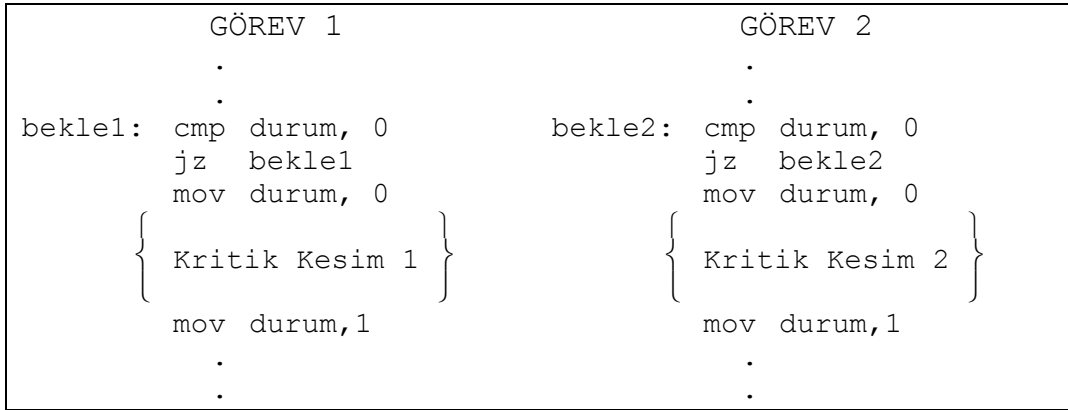 GÖREV 1 GÖREV 2
. .
. .
bekle1: cmp durum, 0 bekle2: cmp durum, 0
jz bekle1 jz bekle2
mov durum, 0 mov durum, 0
{ Kritik Kesim 1 } { Kritik Kesim 2 }
mov durum,1 mov durum,1
. .
. .